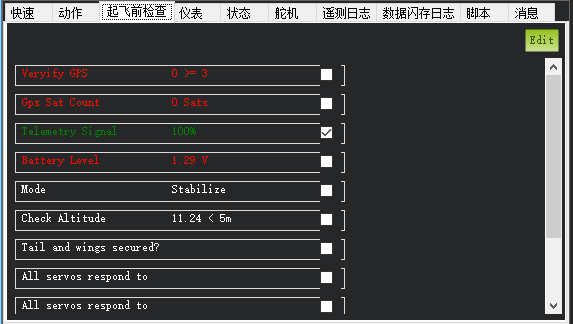 快速 动作 起飞前检查 仪表 状态 舵机 遥测日志 数据闪存日志 脚本 消息
Edit
Veryify GPS 0 >= 3
Gps Sat Count 0 Sats
Telemetry Signal 100%
Battery Level 1.29 V
Mode Stabilize
Check Altitude 11.24 < 5m
Tail and wings secured?
All servos respond to
All servos respond to